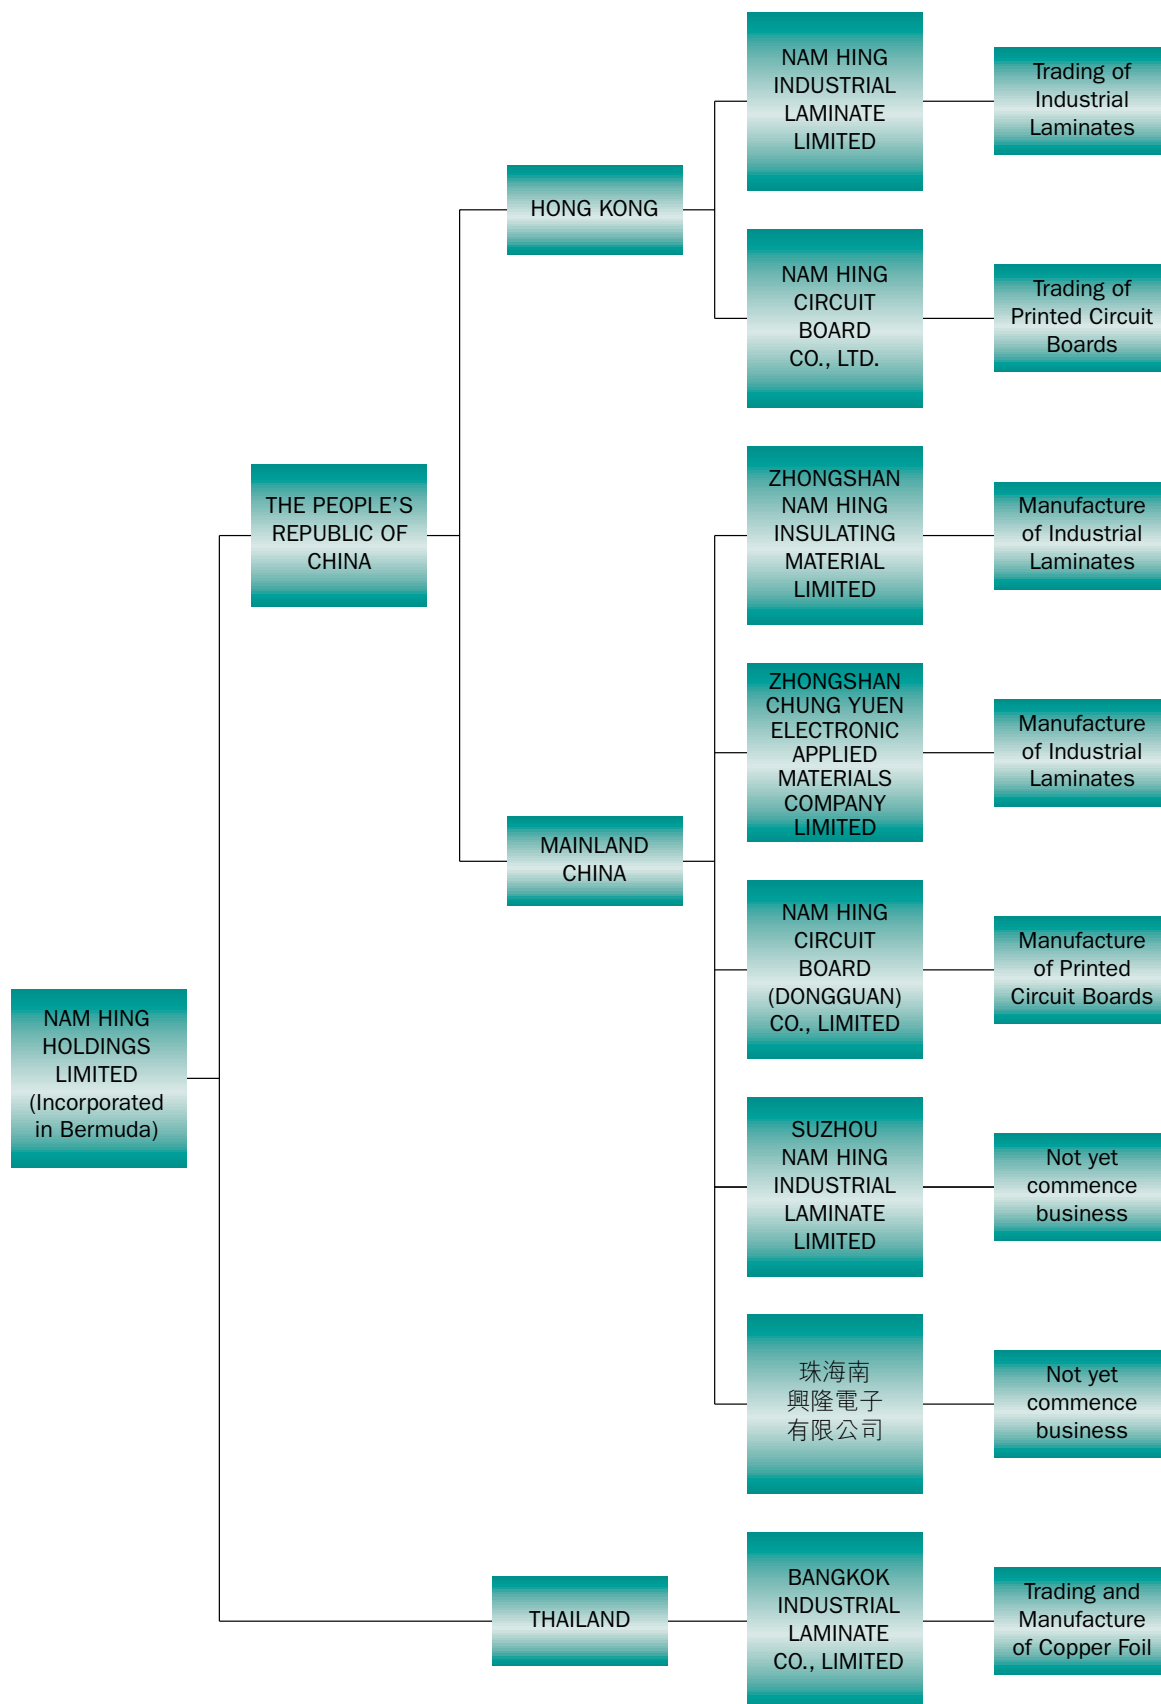 NAM HING
HOLDINGS
LIMITED
(Incorporated
in Bermuda)
THE PEOPLE'S
REPUBLIC OF
CHINA
HONG KONG
NAM HING
INDUSTRIAL
LAMINATE
LIMITED
Trading of
Industrial
Laminates
NAM HING
CIRCUIT
BOARD
CO., LTD.
Trading of
Printed Circuit
Boards
MAINLAND
CHINA
ZHONGSHAN
NAM HING
INSULATING
MATERIAL
LIMITED
Manufacture
of Industrial
Laminates
ZHONGSHAN
CHUNG YUEN
ELECTRONIC
APPLIED
MATERIALS
COMPANY
LIMITED
Manufacture
of Industrial
Laminates
NAM HING
CIRCUIT
BOARD
(DONGGUAN)
CO., LIMITED
Manufacture
of Printed
Circuit Boards
SUZHOU
NAM HING
INDUSTRIAL
LAMINATE
LIMITED
Not yet
commence
business
珠海南
興隆電子
有限公司
Not yet
commence
business
THAILAND
BANGKOK
INDUSTRIAL
LAMINATE
CO., LIMITED
Trading and
Manufacture
of Copper Foil